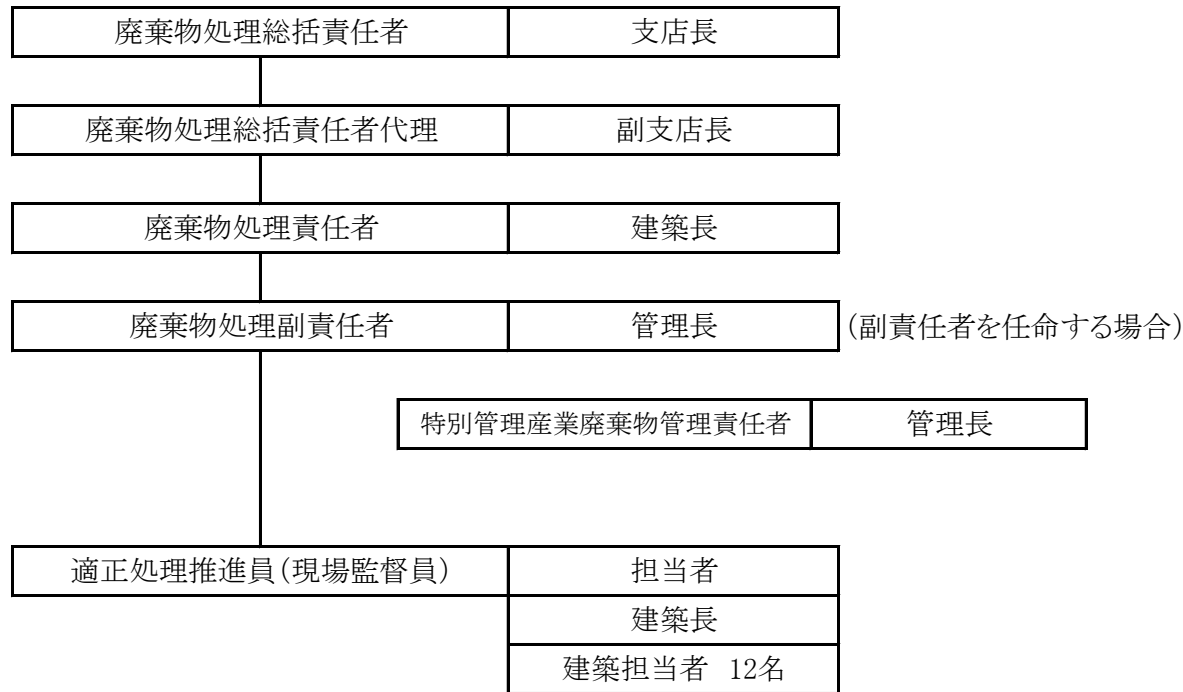 廃棄物処理総括責任者 支店長
廃棄物処理総括責任者代理 副支店長
廃棄物処理責任者 建築長
廃棄物処理副責任者 管理長 (副責任者を任命する場合)
特別管理産業廃棄物管理責任者 管理長
適正処理推進員(現場監督員) 担当者
建築長
建築担当者 12名